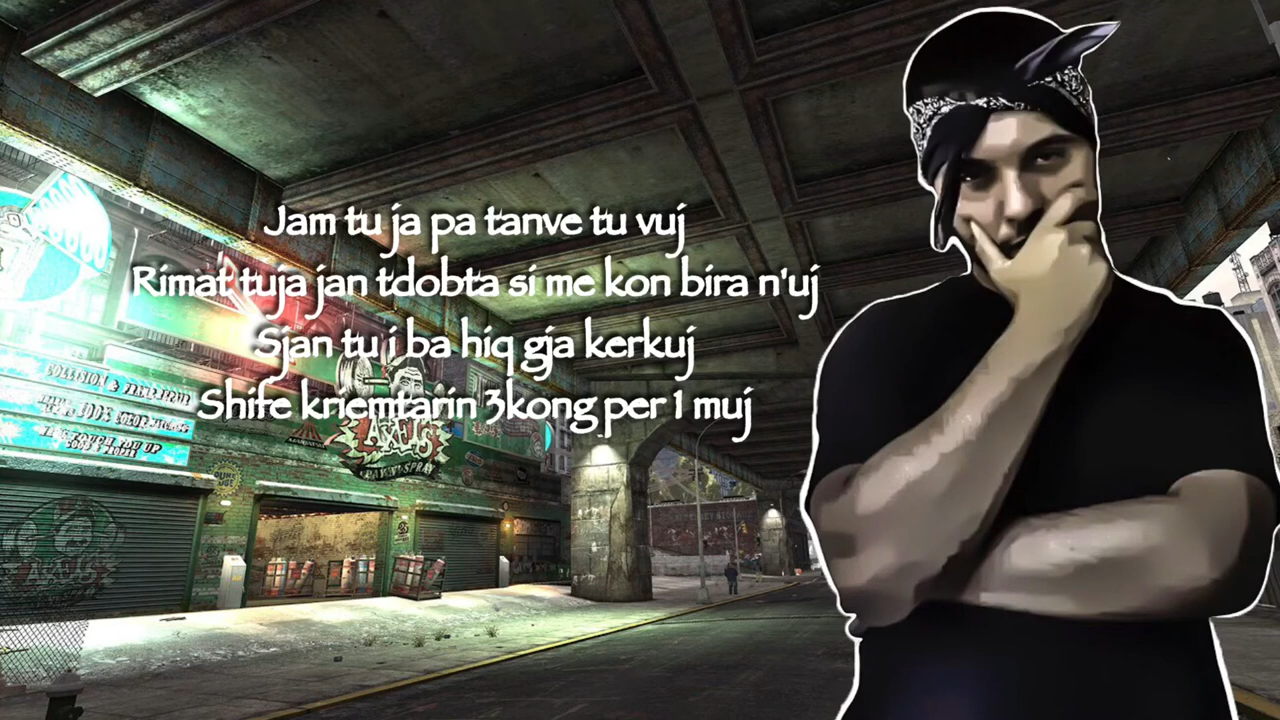 Jam tu ja pa tanve tu vuj
Rimat tuja jan tdobta si me kon bira n'uj
Sjan tu i ba hiq gja kerkuj
Shife kriemtarin 3kong per 1 muj
COLLISION &